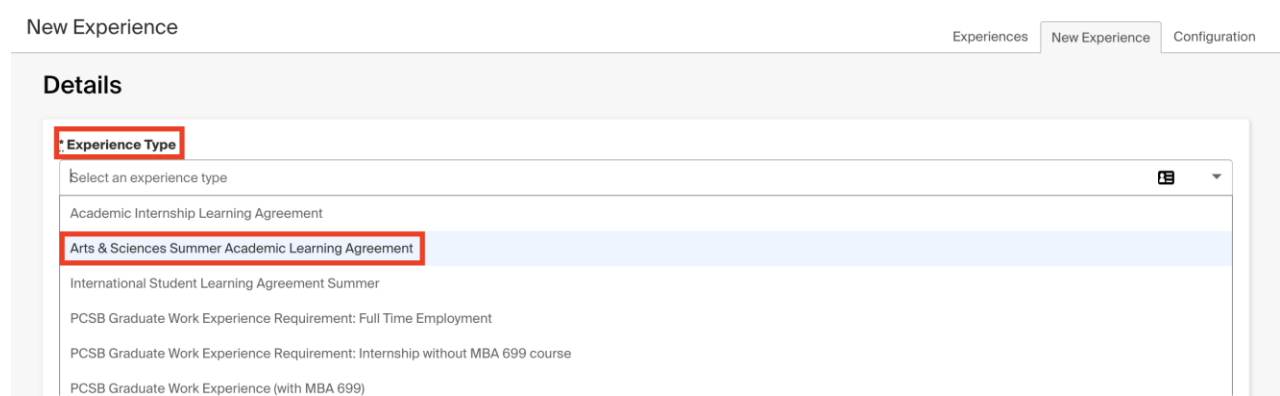 New Experience
Experiences New Experience Configuration
Details
* Experience Type
Select an experience type
Academic Internship Learning Agreement
Arts & Sciences Summer Academic Learning Agreement
International Student Learning Agreement Summer
PCSB Graduate Work Experience Requirement: Full Time Employment
PCSB Graduate Work Experience Requirement: Internship without MBA 699 course
PCSB Graduate Work Experience (with MBA 699)